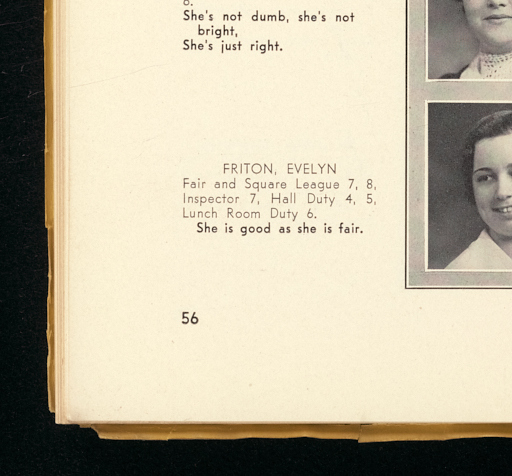 8.
She's not dumb, she's not
bright,
She's just right.
FRITON, EVELYN
Fair and Square League 7, 8,
Inspector 7, Hall Duty 4, 5,
Lunch Room Duty 6.
She is good as she is fair.
56